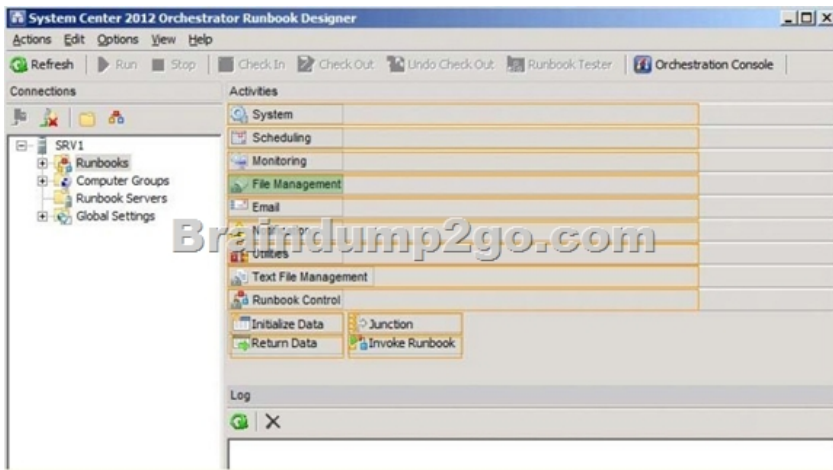 System Center 2012 Orchestrator Runbook Designer
Actions Edit Options View Help
Refresh Run Stop Check In Check Out Undo Check Out Runbook Tester Orchestration Console
Connections
SRV1
Runbooks
Computer Groups
Runbook Servers
Global Settings
Activities
System
Scheduling
Monitoring
File Management
Email
Notification
Utilities
Text File Management
Runbook Control
Initialize Data Junction
Return Data Invoke Runbook
Log
Braindump2go.com